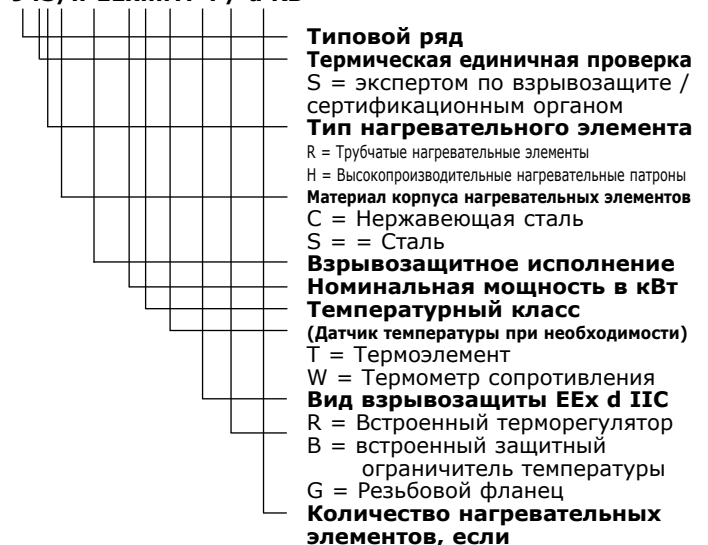 Типовой ряд
Термическая единичная проверка
S = экспертом по взрывозащите /
сертификационным органом
Тип нагревательного элемента
R = Трубчатые нагревательные элементы
H = Высокопроизводительные нагревательные патроны
Материал корпуса нагревательных элементов
C = Нержавеющая сталь
S = = Сталь
Взрывозащитное исполнение
Номинальная мощность в кВт
Температурный класс
(Датчик температуры при необходимости)
T = Термоэлемент
W = Термометр сопротивления
Вид взрывозащиты EEx d IIC
R = Встроенный терморегулятор
B = встроенный защитный
ограничитель температуры
G = Резьбовой фланец
Количество нагревательных
элементов, если